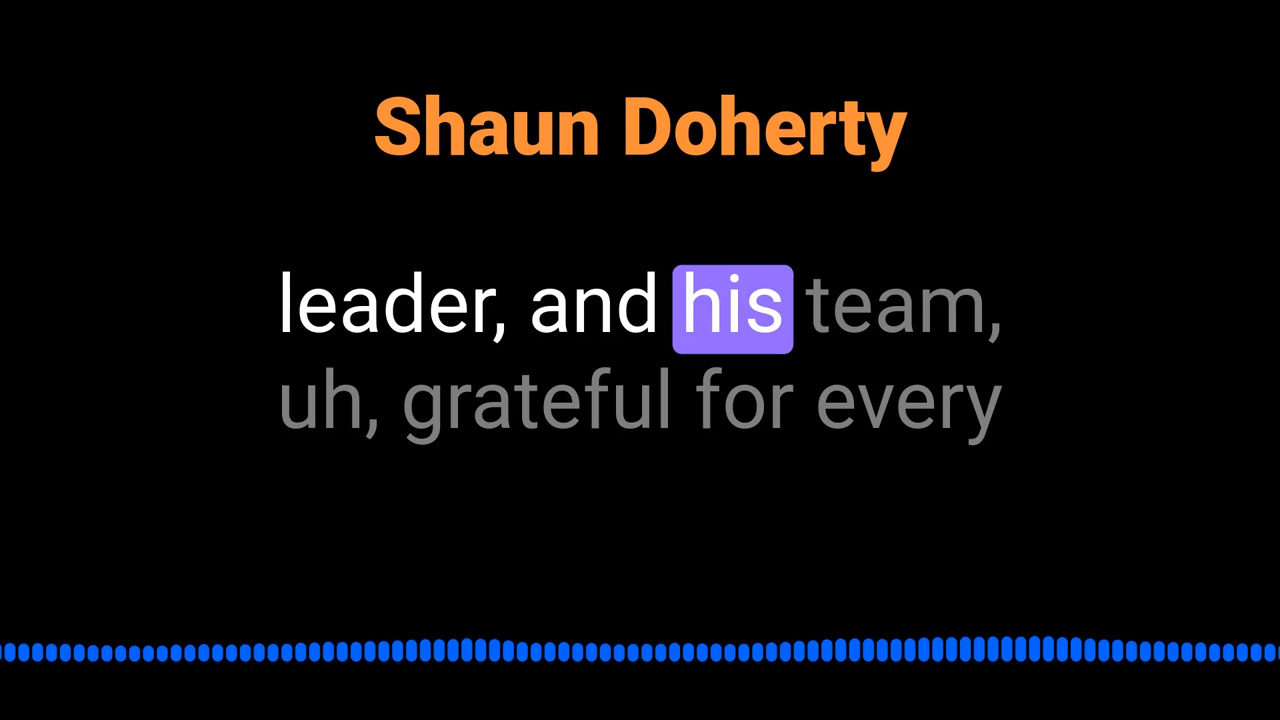 Shaun Doherty
leader, and his team,
uh, grateful for every